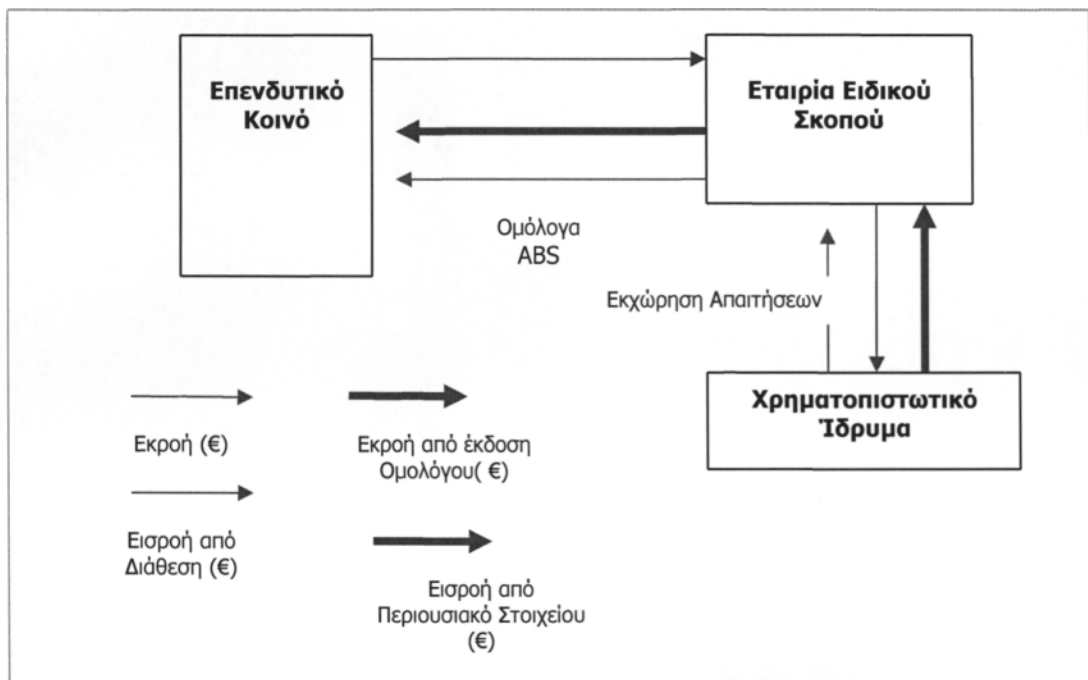 Επενδυτικό
Κοινό
Εταιρία Ειδικού
Σκοπού
Ομόλογα
ABS
Εκχώρηση Απαιτήσεων
Χρηματοπιστωτικό
Ίδρυμα
Εκροή (€)
Εκροή από έκδοση
Ομολόγου( €)
Εισροή από
Διάθεση (€)
Εισροή από
Περιουσιακό Στοιχείου
(€)